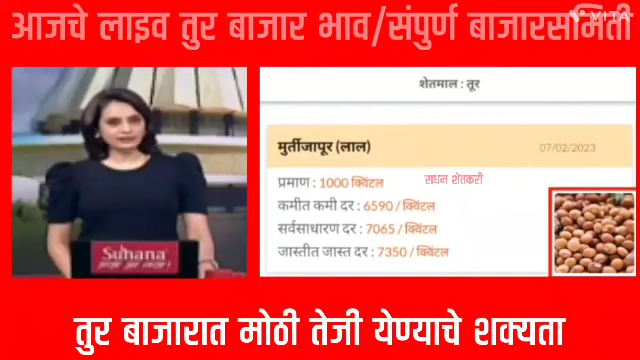 आजचे लाइव तुर बाजार भाव/संपुर्ण बाजारसमिती
VITA
शेतमाल : तूर
मुर्तीजापूर (लाल)
07/02/2023
प्रमाण : 1000 क्विंटल
सधन शेतकरी
कमीत कमी दर : 6590 / क्विंटल
सर्वसाधारण दर : 7065 / क्विंटल
जास्तीत जास्त दर : 7350 / क्विंटल
Suhana
तुर बाजारात मोठी तेजी येण्याचे शक्यता